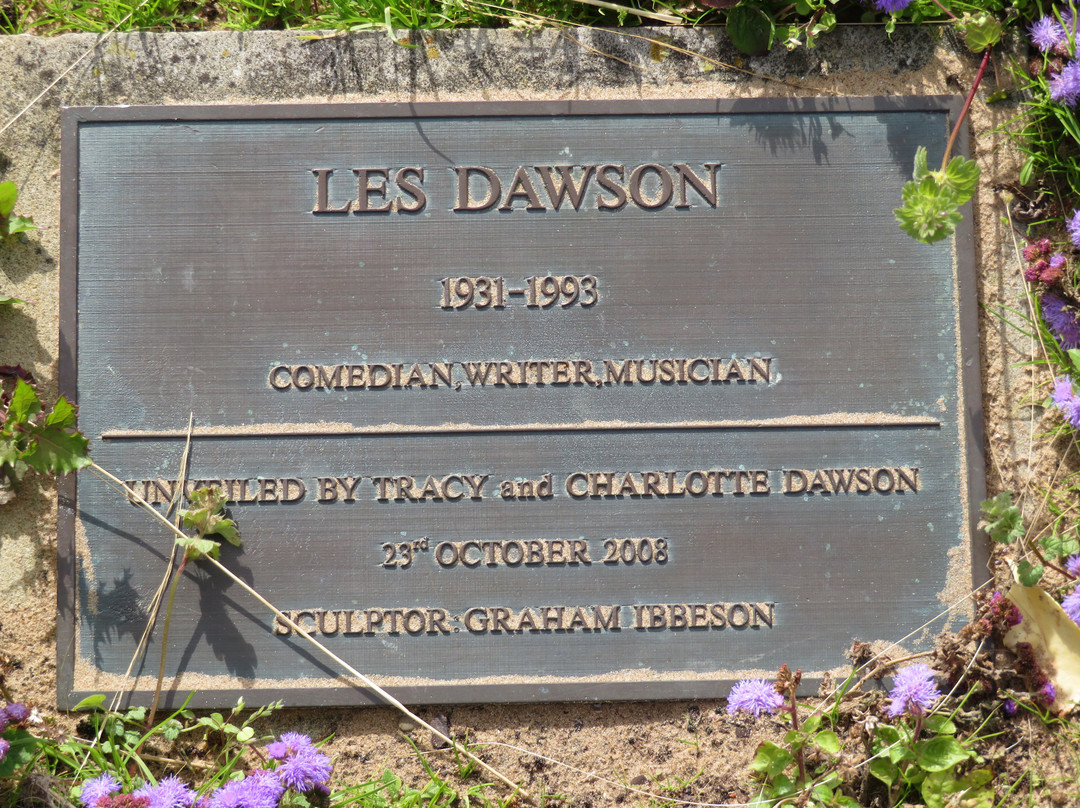 LES DAWSON
1931-1993
COMEDIAN, WRITER, MUSICIAN
UNVEILED BY TRACY and CHARLOTTE DAWSON
23rd OCTOBER 2008
SCULPTOR: GRAHAM IBBESON